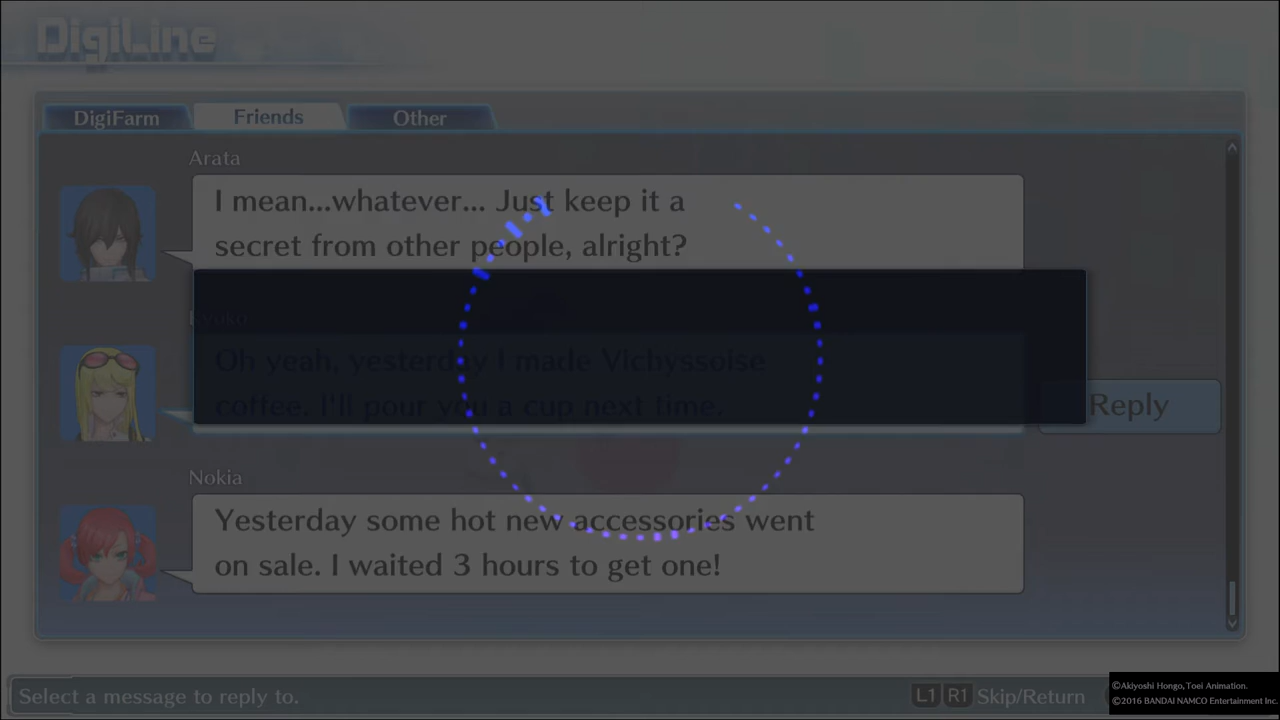 DigiLine
DigiFarm
Friends
Other
Arata
I mean...whatever... Just keep it a
secret from other people, alright?
Kyoko
Oh yeah, yesterday I made Vichyssoise
coffee. I'll pour you a cup next time.
Reply
Nokia
Yesterday some hot new accessories went
on sale. I waited 3 hours to get one!
Select a message to reply to.
L1 R1 Skip/Return
©Akiyoshi Hongo, Toei Animation.
©2016 BANDAI NAMCO Entertainment Inc.